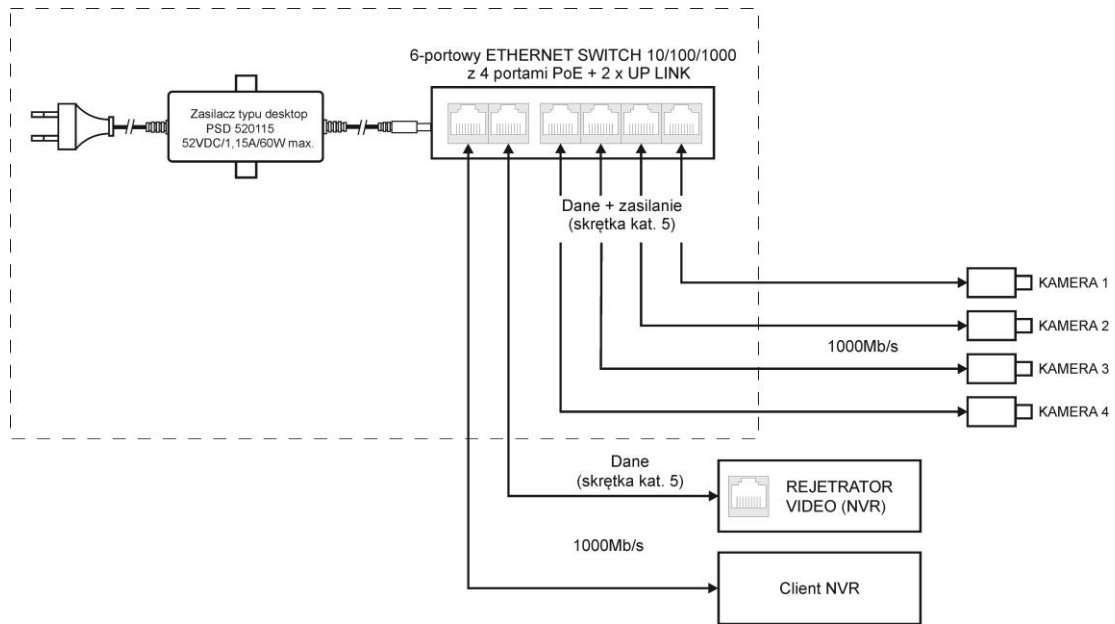 6-portowy ETHERNET SWITCH 10/100/1000
z 4 portami PoE + 2 x UP LINK
Zasilacz typu desktop
PSD 520115
52VDC/1,15A/60W max.
Dane + zasilanie
(skrętka kat. 5)
KAMERA 1
KAMERA 2
1000Mb/s
KAMERA 3
KAMERA 4
Dane
(skrętka kat. 5)
REJETRATOR
VIDEO (NVR)
1000Mb/s
Client NVR